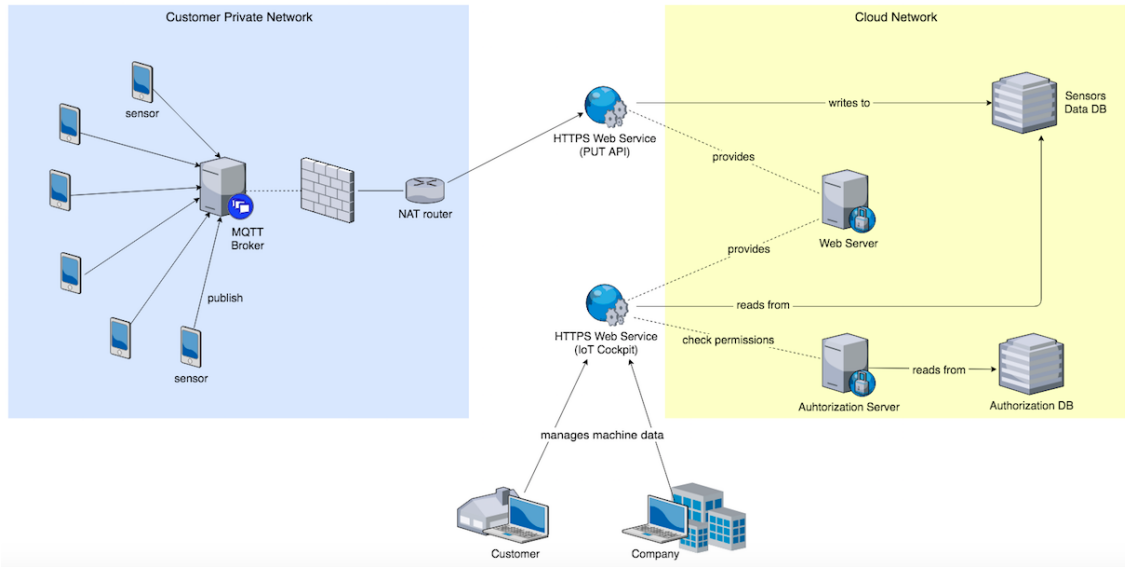 Customer Private Network
Cloud Network
sensor
HTTPS Web Service
(PUT API)
writes to
Sensors
Data DB
provides
NAT router
MQTT
Broker
Web Server
provides
publish
reads from
HTTPS Web Service
(IoT Cockpit)
check permissions
sensor
reads from
Auhtorization Server
Authorization DB
manages machine data
Customer
Company